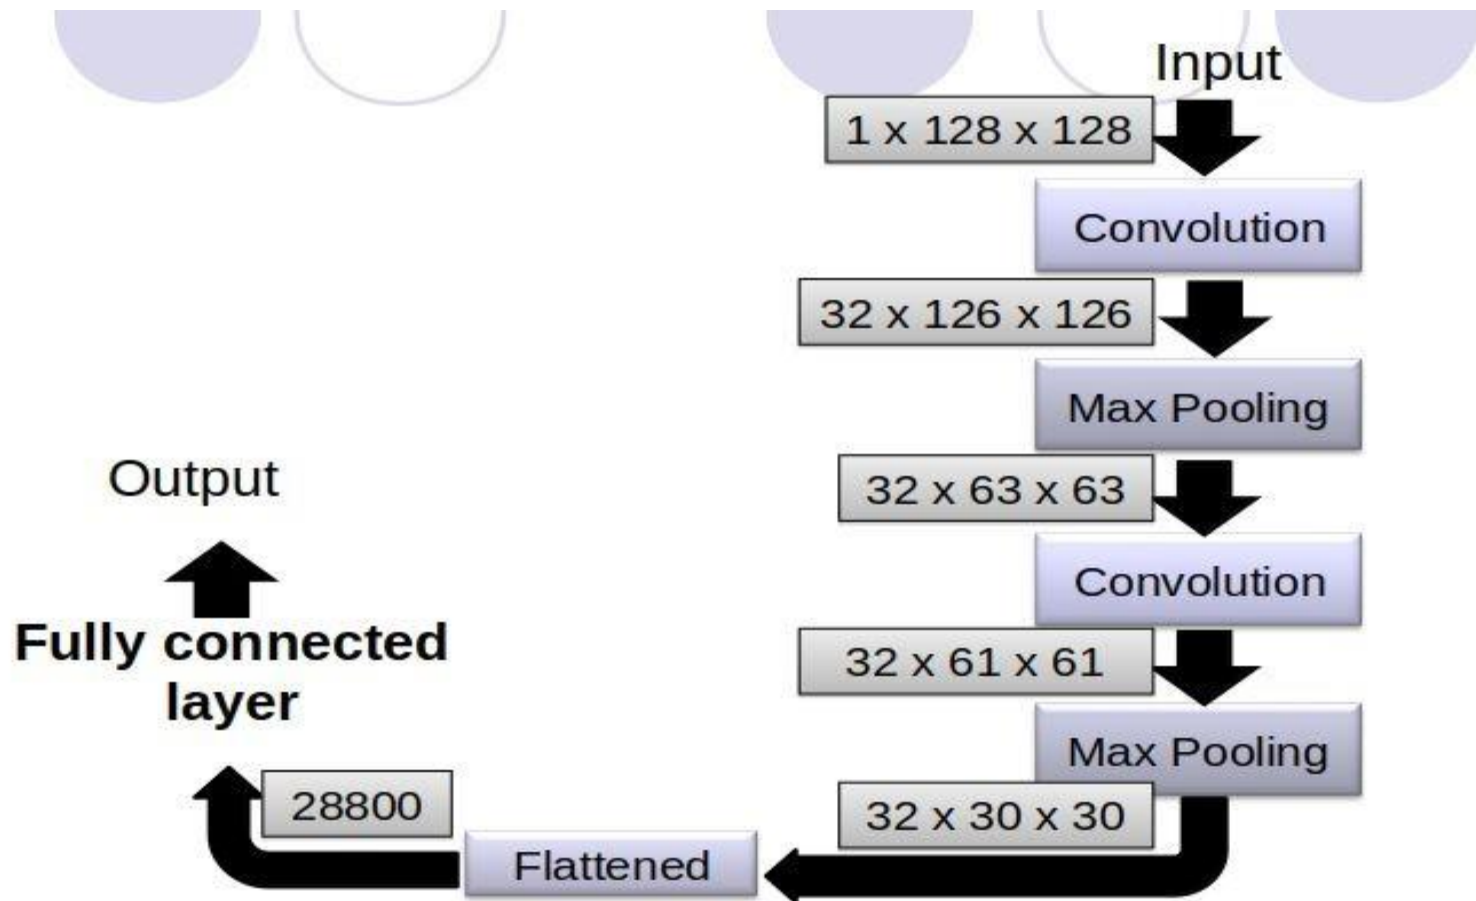 Input
1 x 128 x 128
Convolution
32 x 126 x 126
Max Pooling
32 x 63 x 63
Convolution
32 x 61 x 61
Max Pooling
32 x 30 x 30
Flattened
28800
Fully connected
layer
Output